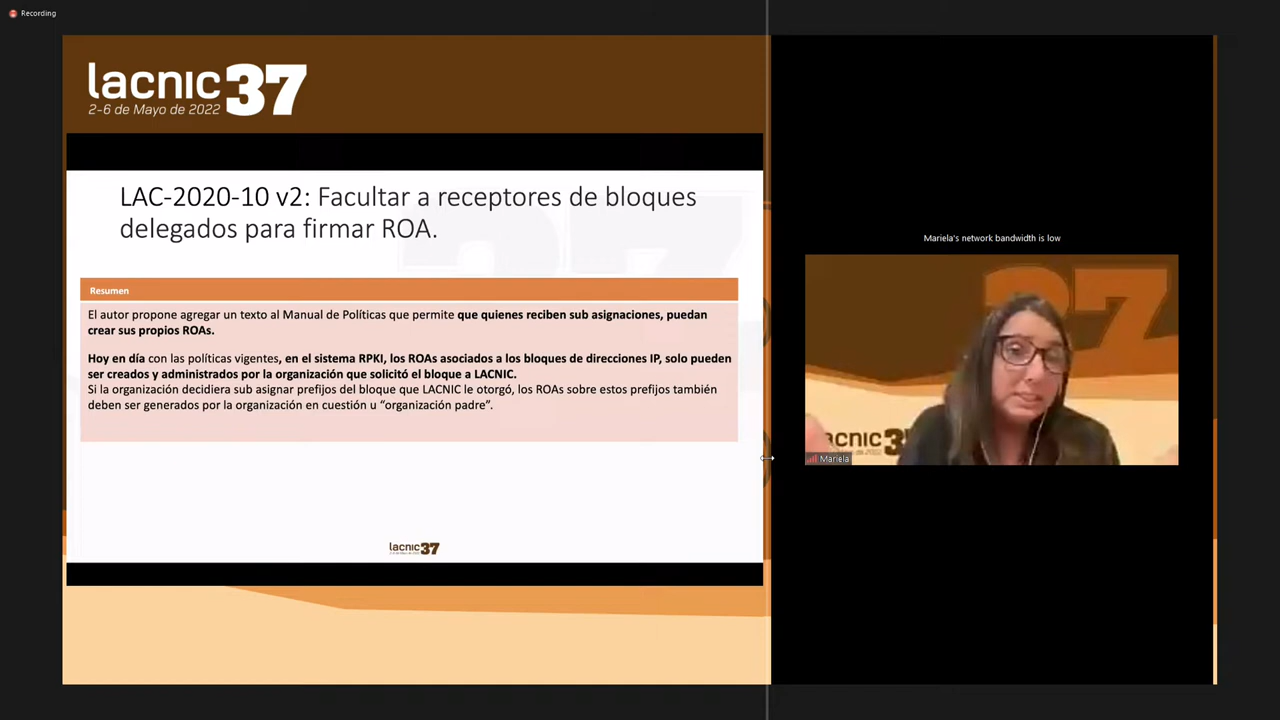 Recording
lacnic37
2-6 de Mayo de 2022
LAC-2020-10 v2: Facultar a receptores de bloques
delegados para firmar ROA.
Resumen
El autor propone agregar un texto al Manual de Políticas que permite que quienes reciben sub asignaciones, puedan
crear sus propios ROAs.
Hoy en día con las políticas vigentes, en el sistema RPKI, los ROAs asociados a los bloques de direcciones IP, solo pueden
ser creados y administrados por la organización que solicitó el bloque a LACNIC.
Si la organización decidiera sub asignar prefijos del bloque que LACNIC le otorgó, los ROAs sobre estos prefijos también
deben ser generados por la organización en cuestión u “organización padre”.
lacnic37
Mariela's network bandwidth is low
37
acnic3
Mariela